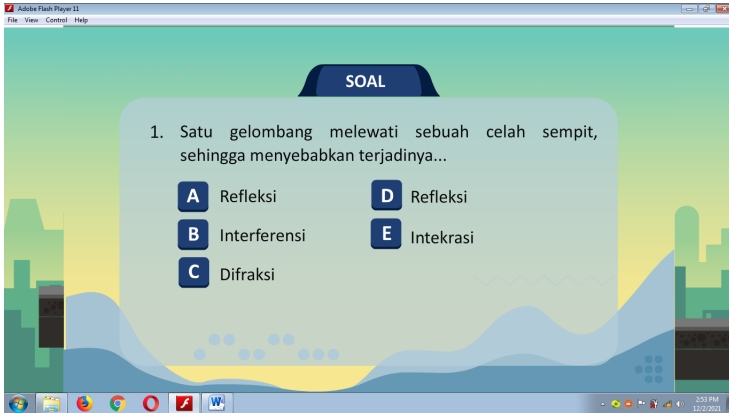 Adobe Flash Player 11
File View Control Help
SOAL
1. Satu gelombang melewati sebuah celah sempit,
sehingga menyebabkan terjadinya...
A Refleksi
D Refleksi
B Interferensi
E Intekrasi
C Difraksi
2:53 PM
12/2/2021